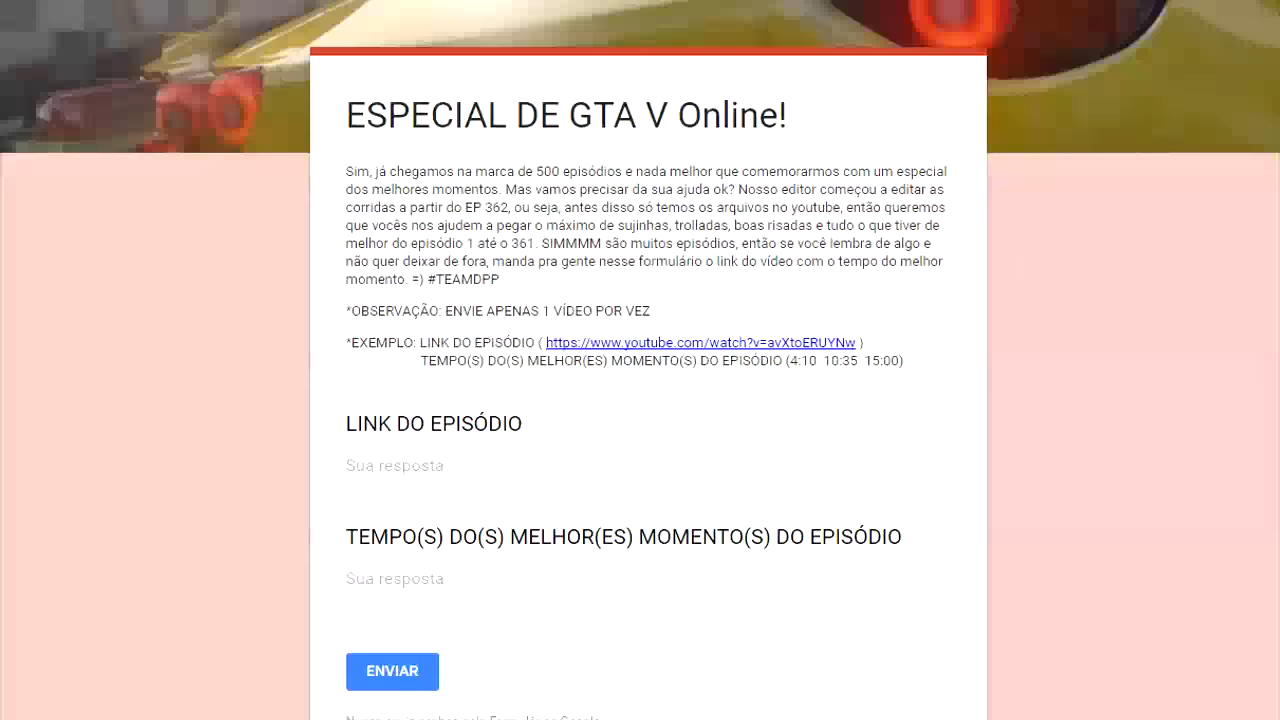 ESPECIAL DE GTA V Online!
Sim, já chegamos na marca de 500 episódios e nada melhor que comemorarmos com um especial
dos melhores momentos. Mas vamos precisar da sua ajuda ok? Nosso editor começou a editar as
corridas a partir do EP 362, ou seja, antes disso só temos os arquivos no youtube, então queremos
que vocês nos ajudem a pegar o máximo de sujinhas, trolladas, boas risadas e tudo o que tiver de
melhor do episódio 1 até o 361. SIMMMM são muitos episódios, então se você lembra de algo e
não quer deixar de fora, manda pra gente nesse formulário o link do vídeo com o tempo do melhor
momento. =) #TEAMDPP
*OBSERVAÇÃO: ENVIE APENAS 1 VÍDEO POR VEZ
*EXEMPLO: LINK DO EPISÓDIO ( https://www.youtube.com/watch?v=avXtoERUYNw )
TEMPO(S) DO(S) MELHOR(ES) MOMENTO(S) DO EPISÓDIO (4:10 10:35 15:00)
LINK DO EPISÓDIO
Sua resposta
TEMPO(S) DO(S) MELHOR(ES) MOMENTO(S) DO EPISÓDIO
Sua resposta
ENVIAR